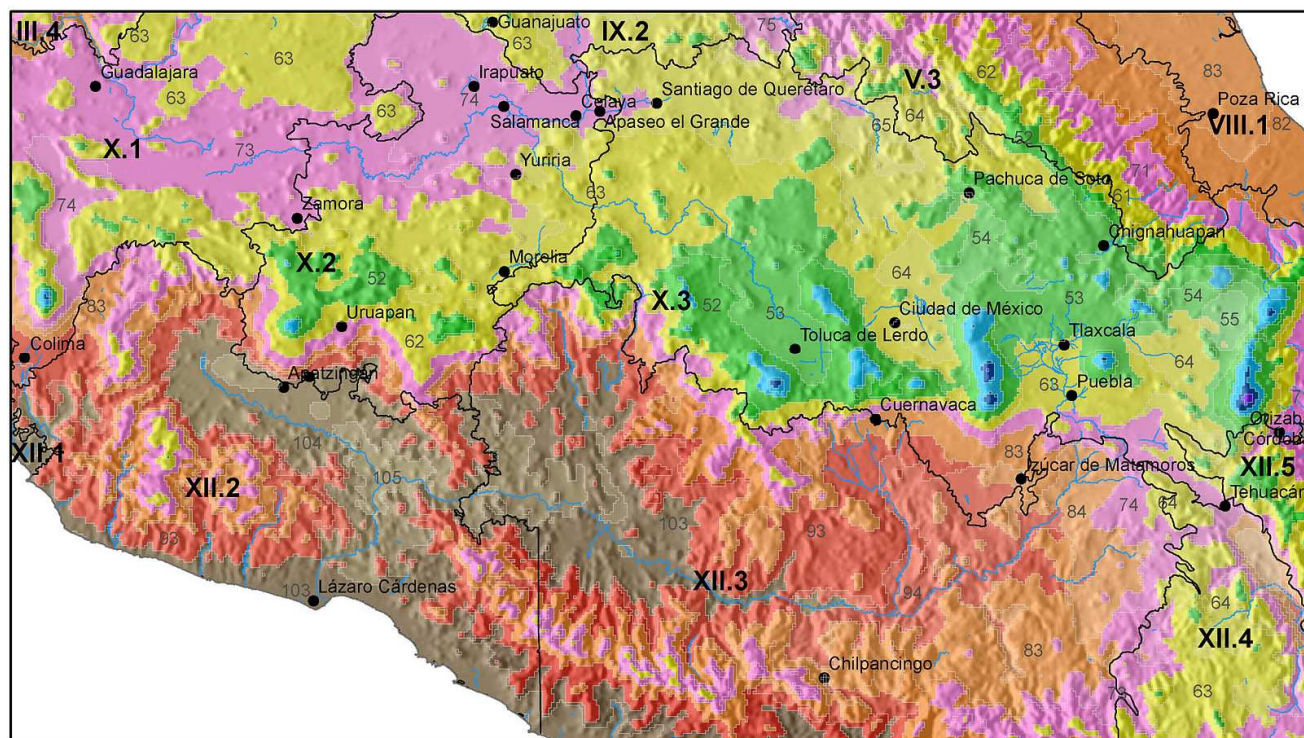 III.4
63
Guanajuato
63
IX.2
75
63
Guadalajara
63
63
Irapuato
74
Celaya
Santiago de Querétaro
Salamanca
Apaseo el Grande
65
64
V.3
62
52
83
Poza Rica
82
VIII.1
X.1
73
Yuriria
63
71
61
Pachuca de Soto
74
Zamora
54
Chignahuapan
X.2
52
Morelia
64
X.3
52
53
53
54
55
83
Uruapan
62
Ciudad de México
Toluca de Lerdo
Tlaxcala
64
Colima
Apatzingán
63
Puebla
Cuernavaca
Orizab
Córdob
XII.1
104
105
83
Izúcar de Matamoros
XII.5
XII.2
103
74
64
Tehuacán
84
93
93
XII.3
94
103
Lázaro Cárdenas
64
XII.4
83
Chilpancingo
63